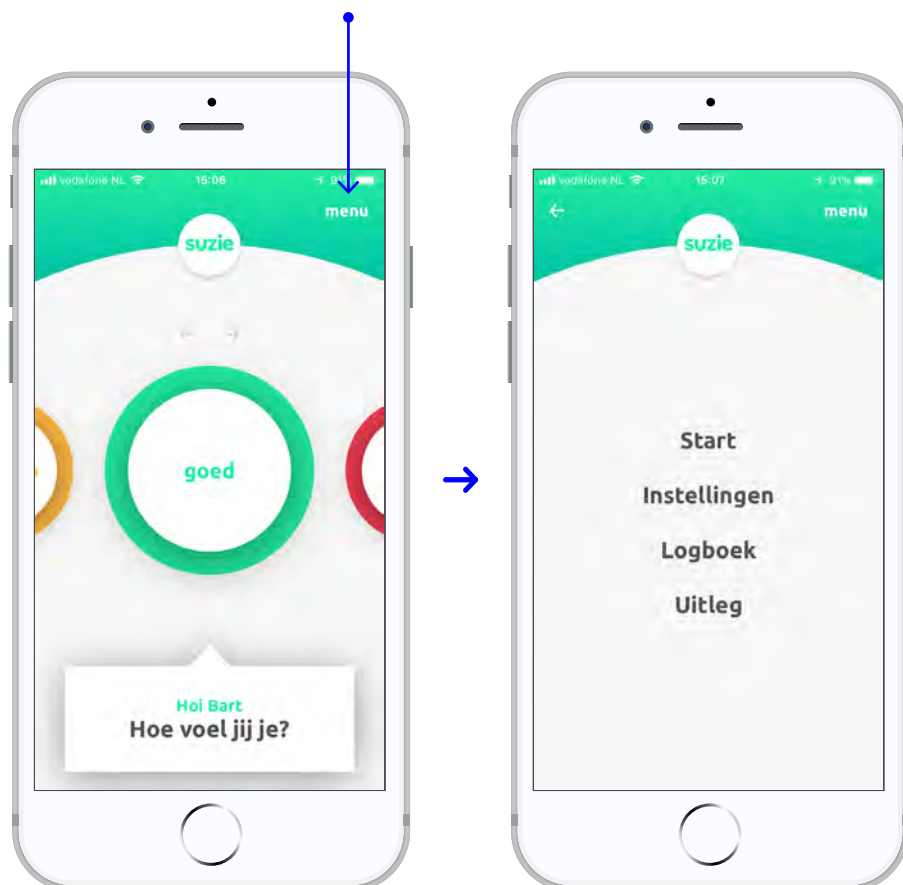 vodafone NL
15:06
91%
menu
suzie
goed
Hoi Bart
Hoe voel jij je?
vodafone NL
15:07
91%
menu
suzie
Start
Instellingen
Logboek
Uitleg